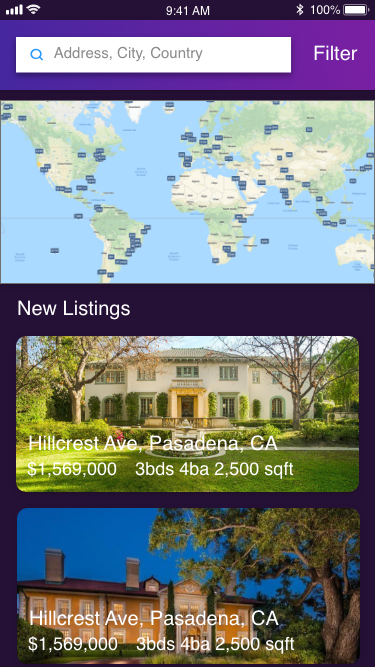 9:41 AM
100%
Address, City, Country
Filter
New Listings
Hillcrest Ave, Pasadena, CA
$1,569,000 3bds 4ba 2,500 sqft
Hillcrest Ave, Pasadena, CA
$1,569,000 3bds 4ba 2,500 sqft